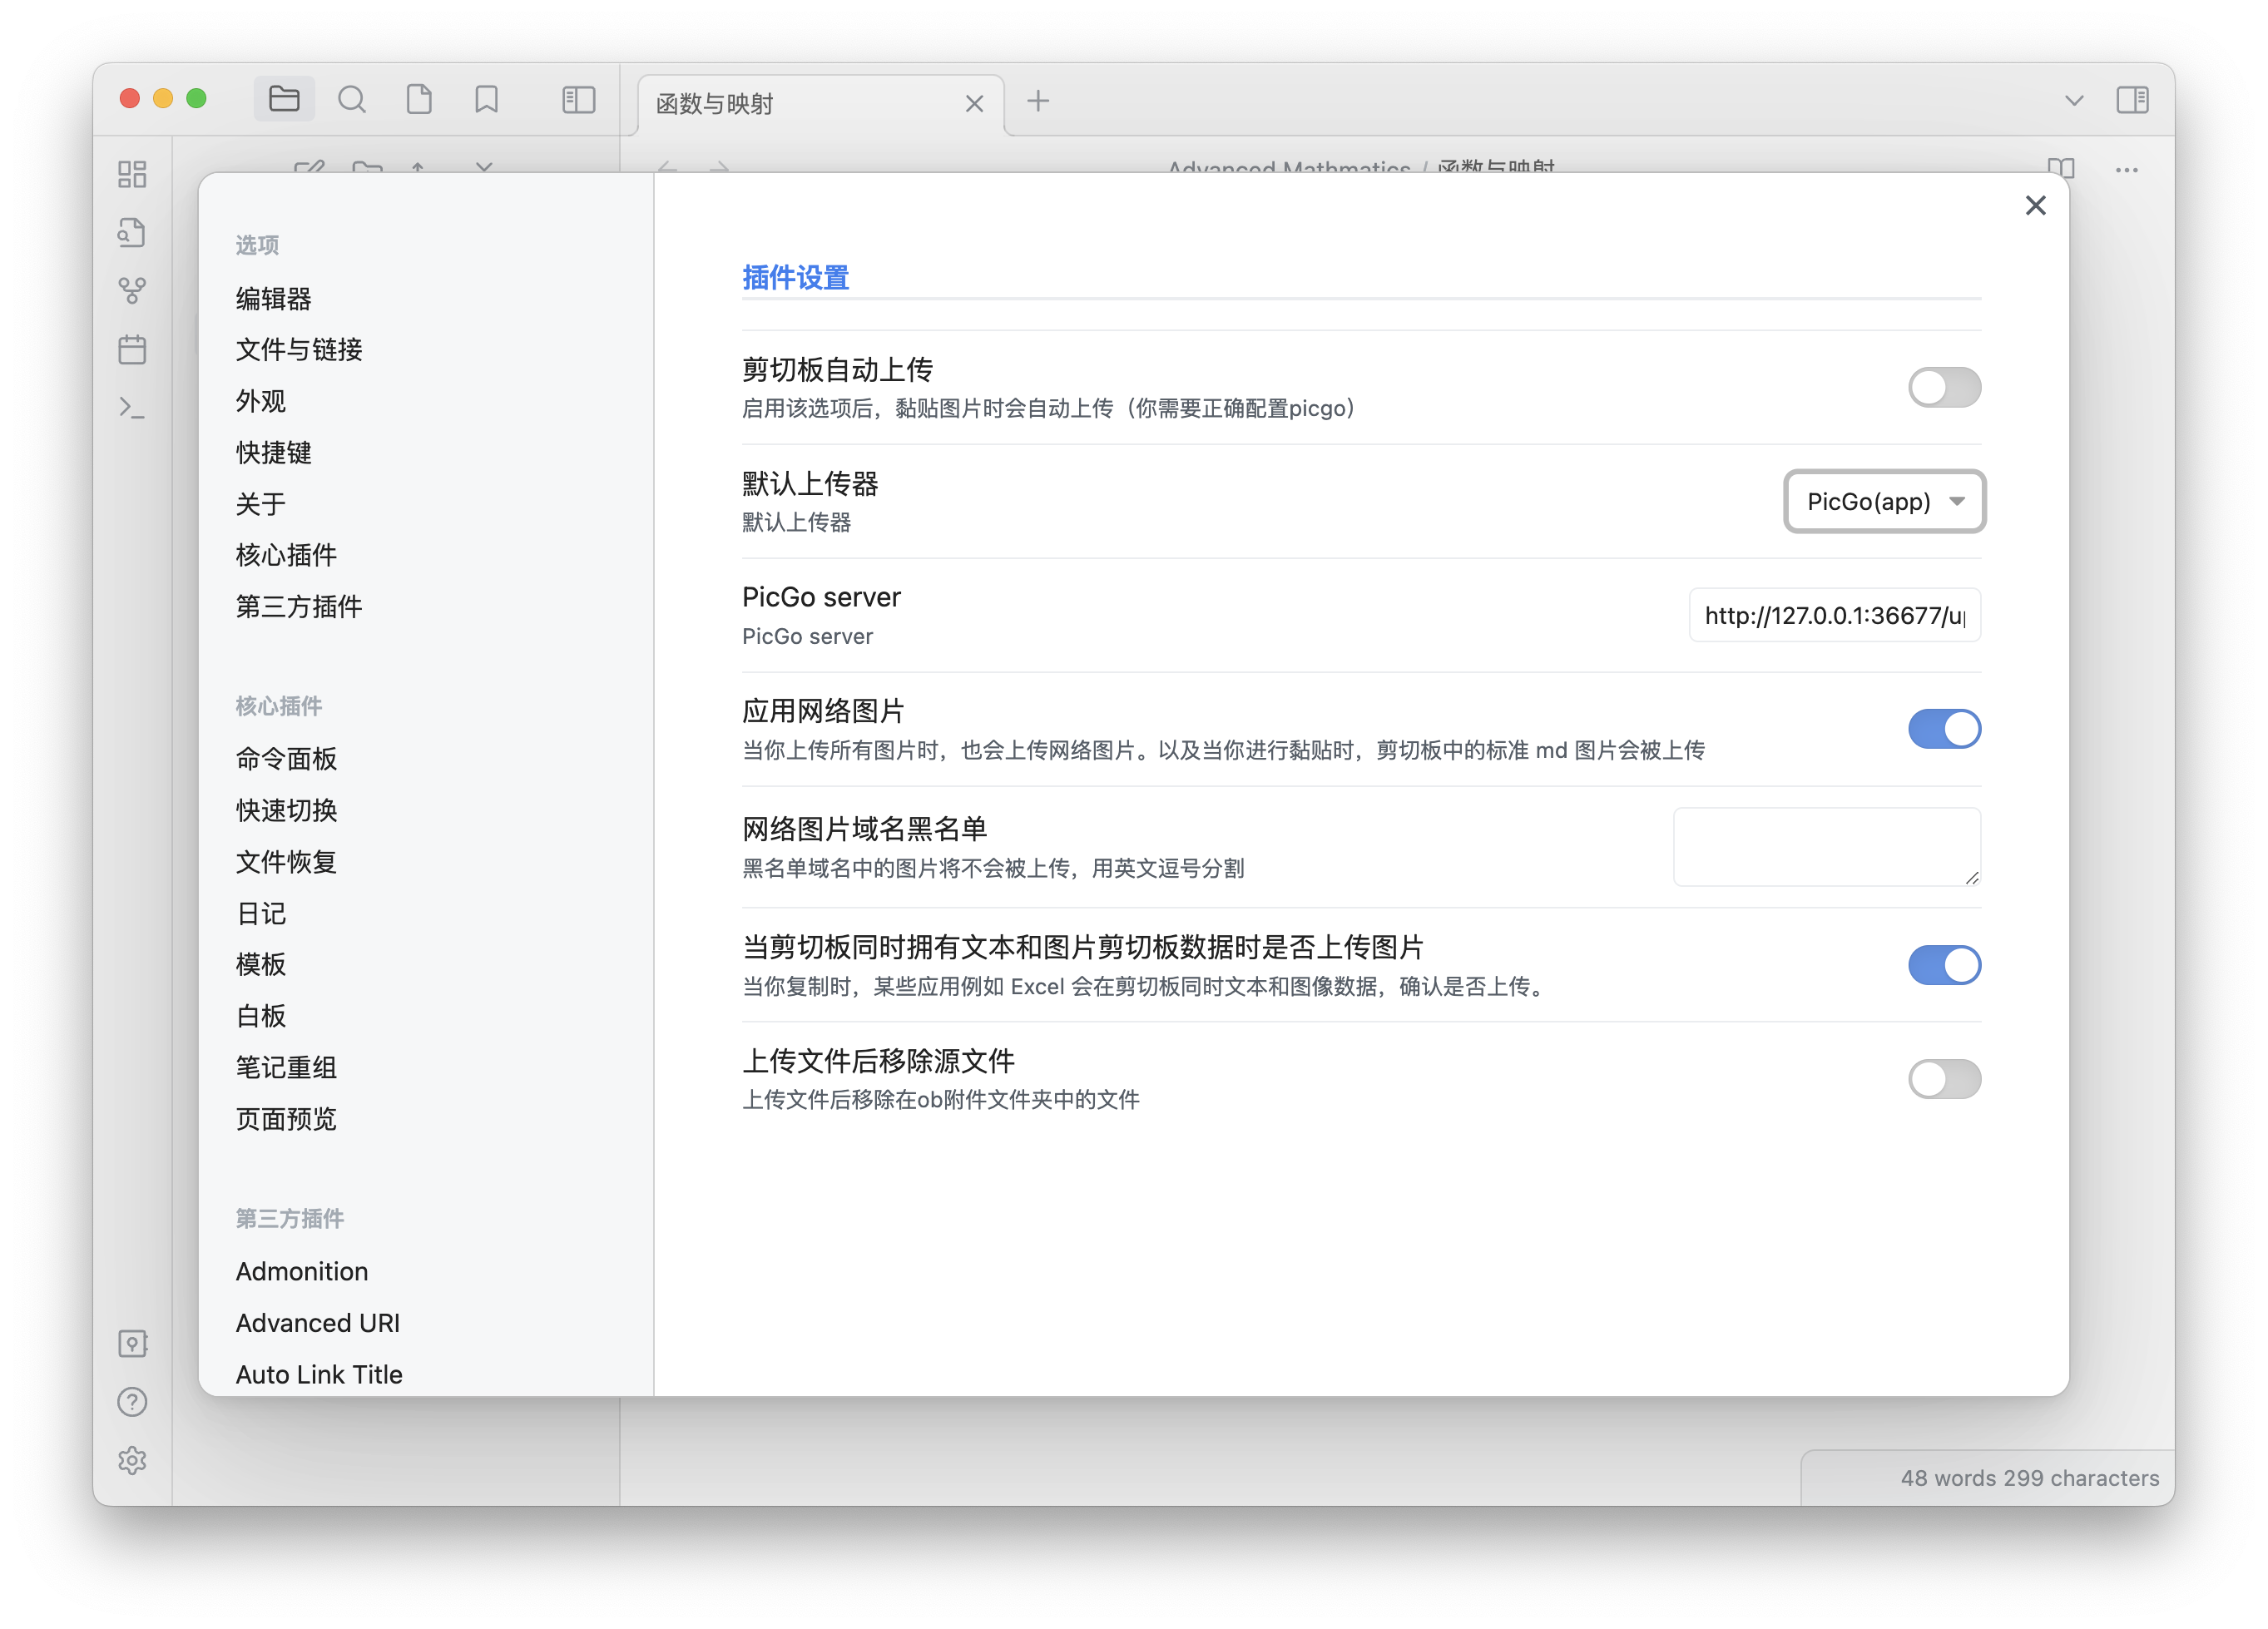 函数与映射
Advanced Mathmatics / 函数与映射
选项
编辑器
文件与链接
外观
快捷键
关于
核心插件
第三方插件
核心插件
命令面板
快速切换
文件恢复
日记
模板
白板
笔记重组
页面预览
第三方插件
Admonition
Advanced URI
Auto Link Title
插件设置
剪切板自动上传
启用该选项后，黏贴图片时会自动上传（你需要正确配置picgo）
默认上传器
默认上传器
PicGo(app)
PicGo server
PicGo server
http://127.0.0.1:36677/u
应用网络图片
当你上传所有图片时，也会上传网络图片。以及当你进行黏贴时，剪切板中的标准 md 图片会被上传
网络图片域名黑名单
黑名单域名中的图片将不会被上传，用英文逗号分割
当剪切板同时拥有文本和图片剪切板数据时是否上传图片
当你复制时，某些应用例如 Excel 会在剪切板同时文本和图像数据，确认是否上传。
上传文件后移除源文件
上传文件后移除在ob附件文件夹中的文件
48 words 299 characters